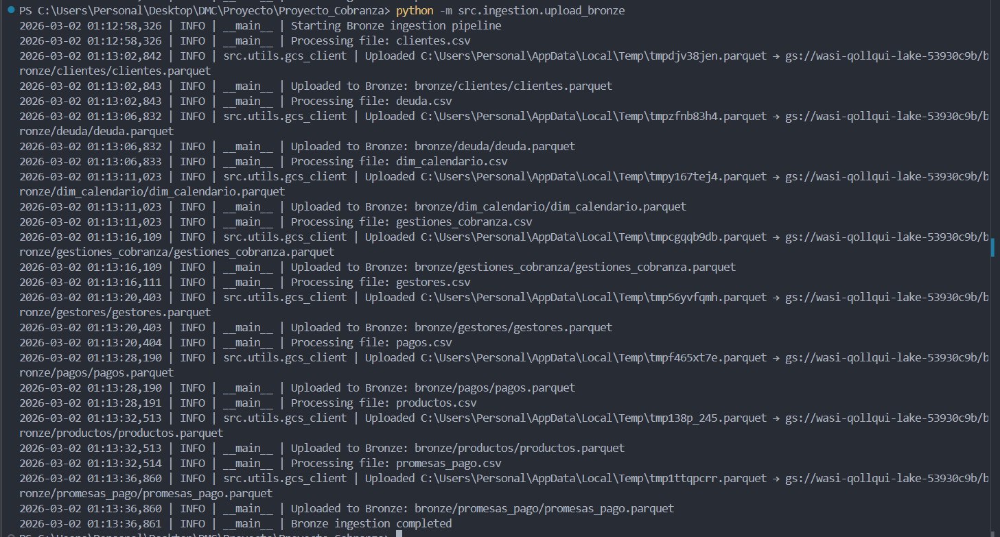 PS C:\Users\Personal\Desktop\DMC\Proyecto\Proyecto_Cobranza> python -m src.ingestion.upload_bronze
2026-03-02 01:12:58,326 | INFO | __main__ | Starting Bronze ingestion pipeline
2026-03-02 01:12:58,326 | INFO | __main__ | Processing file: clientes.csv
2026-03-02 01:13:02,842 | INFO | src.utils.gcs_client | Uploaded C:\Users\Personal\AppData\Local\Temp\tmpdjv38jen.parquet → gs://wasi-qollqui-lake-53930c9b/b
ronze/clientes/clientes.parquet
2026-03-02 01:13:02,843 | INFO | __main__ | Uploaded to Bronze: bronze/clientes/clientes.parquet
2026-03-02 01:13:02,843 | INFO | __main__ | Processing file: deuda.csv
2026-03-02 01:13:06,832 | INFO | src.utils.gcs_client | Uploaded C:\Users\Personal\AppData\Local\Temp\tmpzfnb83h4.parquet → gs://wasi-qollqui-lake-53930c9b/b
ronze/deuda/deuda.parquet
2026-03-02 01:13:06,832 | INFO | __main__ | Uploaded to Bronze: bronze/deuda/deuda.parquet
2026-03-02 01:13:06,833 | INFO | __main__ | Processing file: dim_calendario.csv
2026-03-02 01:13:11,023 | INFO | src.utils.gcs_client | Uploaded C:\Users\Personal\AppData\Local\Temp\tmpy167tej4.parquet → gs://wasi-qollqui-lake-53930c9b/b
ronze/dim_calendario/dim_calendario.parquet
2026-03-02 01:13:11,023 | INFO | __main__ | Uploaded to Bronze: bronze/dim_calendario/dim_calendario.parquet
2026-03-02 01:13:11,023 | INFO | __main__ | Processing file: gestiones_cobranza.csv
2026-03-02 01:13:16,109 | INFO | src.utils.gcs_client | Uploaded C:\Users\Personal\AppData\Local\Temp\tmpcgqqb9db.parquet → gs://wasi-qollqui-lake-53930c9b/b
ronze/gestiones_cobranza/gestiones_cobranza.parquet
2026-03-02 01:13:16,109 | INFO | __main__ | Uploaded to Bronze: bronze/gestiones_cobranza/gestiones_cobranza.parquet
2026-03-02 01:13:16,111 | INFO | __main__ | Processing file: gestores.csv
2026-03-02 01:13:20,403 | INFO | src.utils.gcs_client | Uploaded C:\Users\Personal\AppData\Local\Temp\tmp56yvfqmh.parquet → gs://wasi-qollqui-lake-53930c9b/b
ronze/gestores/gestores.parquet
2026-03-02 01:13:20,403 | INFO | __main__ | Uploaded to Bronze: bronze/gestores/gestores.parquet
2026-03-02 01:13:20,404 | INFO | __main__ | Processing file: pagos.csv
2026-03-02 01:13:28,190 | INFO | src.utils.gcs_client | Uploaded C:\Users\Personal\AppData\Local\Temp\tmpf465xt7e.parquet → gs://wasi-qollqui-lake-53930c9b/b
ronze/pagos/pagos.parquet
2026-03-02 01:13:28,190 | INFO | __main__ | Uploaded to Bronze: bronze/pagos/pagos.parquet
2026-03-02 01:13:28,191 | INFO | __main__ | Processing file: productos.csv
2026-03-02 01:13:32,513 | INFO | src.utils.gcs_client | Uploaded C:\Users\Personal\AppData\Local\Temp\tmp138p_245.parquet → gs://wasi-qollqui-lake-53930c9b/b
ronze/productos/productos.parquet
2026-03-02 01:13:32,513 | INFO | __main__ | Uploaded to Bronze: bronze/productos/productos.parquet
2026-03-02 01:13:32,514 | INFO | __main__ | Processing file: promesas_pago.csv
2026-03-02 01:13:36,860 | INFO | src.utils.gcs_client | Uploaded C:\Users\Personal\AppData\Local\Temp\tmp1ttqpcrr.parquet → gs://wasi-qollqui-lake-53930c9b/b
ronze/promesas_pago/promesas_pago.parquet
2026-03-02 01:13:36,860 | INFO | __main__ | Uploaded to Bronze: bronze/promesas_pago/promesas_pago.parquet
2026-03-02 01:13:36,861 | INFO | __main__ | Bronze ingestion completed
PS C:\Users\Personal\Desktop\DMC\Proyecto\Proyecto_Cobranza>